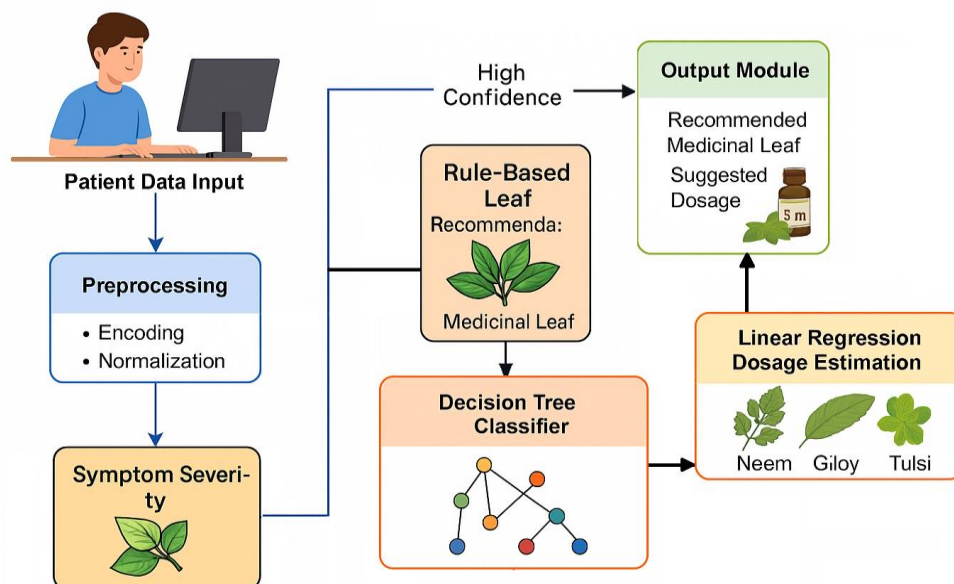 Patient Data Input
Preprocessing
• Encoding
• Normalization
Symptom Severi-
ty
High
Confidence
Rule-Based
Leaf
Recommenda:
Medicinal Leaf
Decision Tree
Classifier
Linear Regression
Dosage Estimation
Neem Giloy Tulsi
Output Module
Recommended
Medicinal Leaf
Suggested
Dosage
5 m